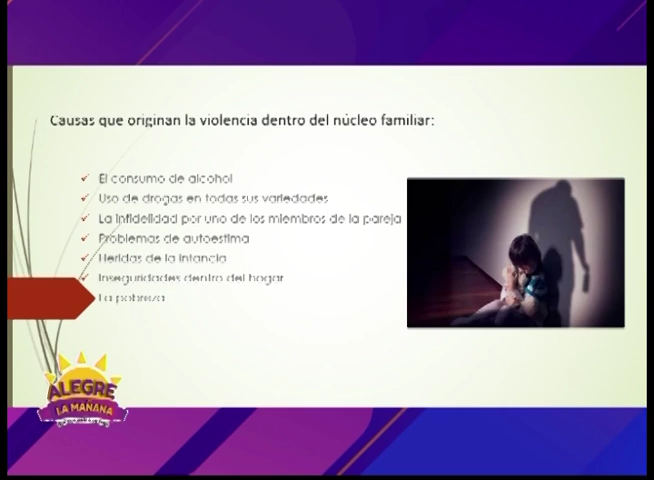 Causas que originan la violencia dentro del núcleo familiar:
El consumo de alcohol
Uso de drogas en todas sus variedades
La infidelidad por uno de los miembros de la pareja
Problemas de autoestima
Heridas de la infancia
Inseguridades dentro del hogar
La pobreza
ALEGRE
LA MAÑANA